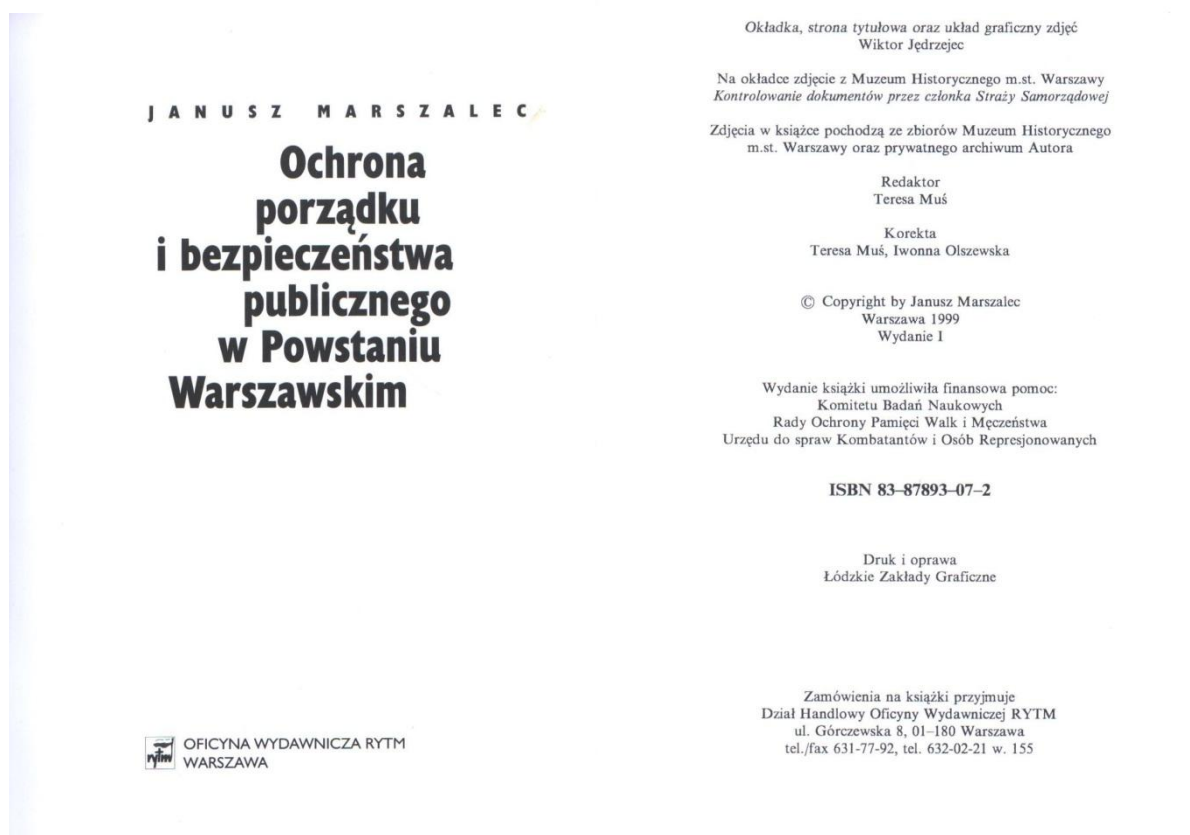 JANUSZ MARSZALEC
Ochrona
porządku
i bezpieczeństwa
publicznego
w Powstaniu
Warszawskim
rytm
OFICYNA WYDAWNICZA RYTM
WARSZAWA
Okładka, strona tytułowa oraz układ graficzny zdjęć
Wiktor Jędrzejec
Na okładce zdjęcie z Muzeum Historycznego m.st. Warszawy
Kontrolowanie dokumentów przez członka Straży Samorządowej
Zdjęcia w książce pochodzą ze zbiorów Muzeum Historycznego
m.st. Warszawy oraz prywatnego archiwum Autora
Redaktor
Teresa Muś
Korekta
Teresa Muś, Iwonna Olszewska
© Copyright by Janusz Marszalec
Warszawa 1999
Wydanie I
Wydanie książki umożliwiła finansowa pomoc:
Komitetu Badań Naukowych
Rady Ochrony Pamięci Walk i Męczeństwa
Urzędu do spraw Kombatantów i Osób Represjonowanych
ISBN 83–87893–07–2
Druk i oprawa
Łódzkie Zakłady Graficzne
Zamówienia na książki przyjmuje
Dział Handlowy Oficyny Wydawniczej RYTM
ul. Górczewska 8, 01–180 Warszawa
tel./fax 631-77-92, tel. 632-02-21 w. 155